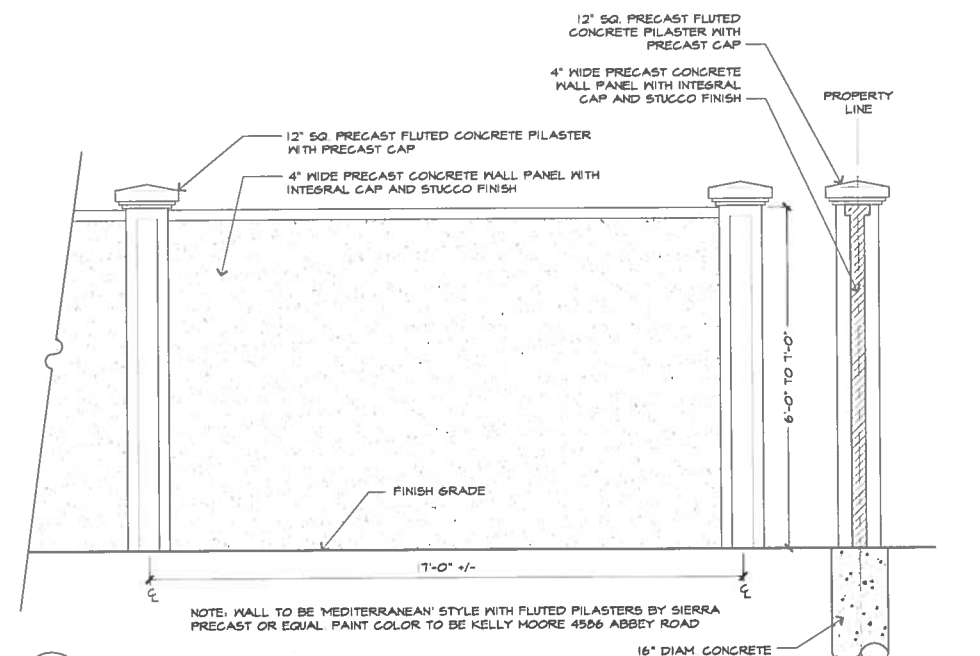 12" SQ. PRECAST FLUTED
CONCRETE PILASTER WITH
PRECAST CAP
4" WIDE PRECAST CONCRETE
WALL PANEL WITH INTEGRAL
CAP AND STUCCO FINISH
PROPERTY
LINE
12" SQ. PRECAST FLUTED CONCRETE PILASTER
WITH PRECAST CAP
4" WIDE PRECAST CONCRETE WALL PANEL WITH
INTEGRAL CAP AND STUCCO FINISH
6'-0" TO 7'-0"
FINISH GRADE
17'-0" +/-
℄
℄
NOTE: WALL TO BE 'MEDITERRANEAN' STYLE WITH FLUTED PILASTERS BY SIERRA
PRECAST OR EQUAL. PAINT COLOR TO BE KELLY MOORE 4586 ABBEY ROAD
16" DIAM. CONCRETE